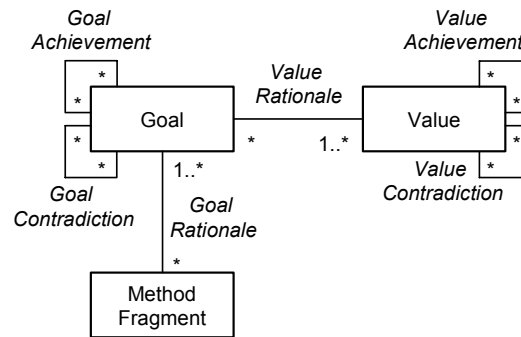 Goal
Achievement
*
*
Value
Achievement
*
*
Value
Rationale
Goal
*
1..*
Value
*
*
Goal
Contradiction
1..*
Goal
Rationale
*
*
*
Value
Contradiction
Method
Fragment